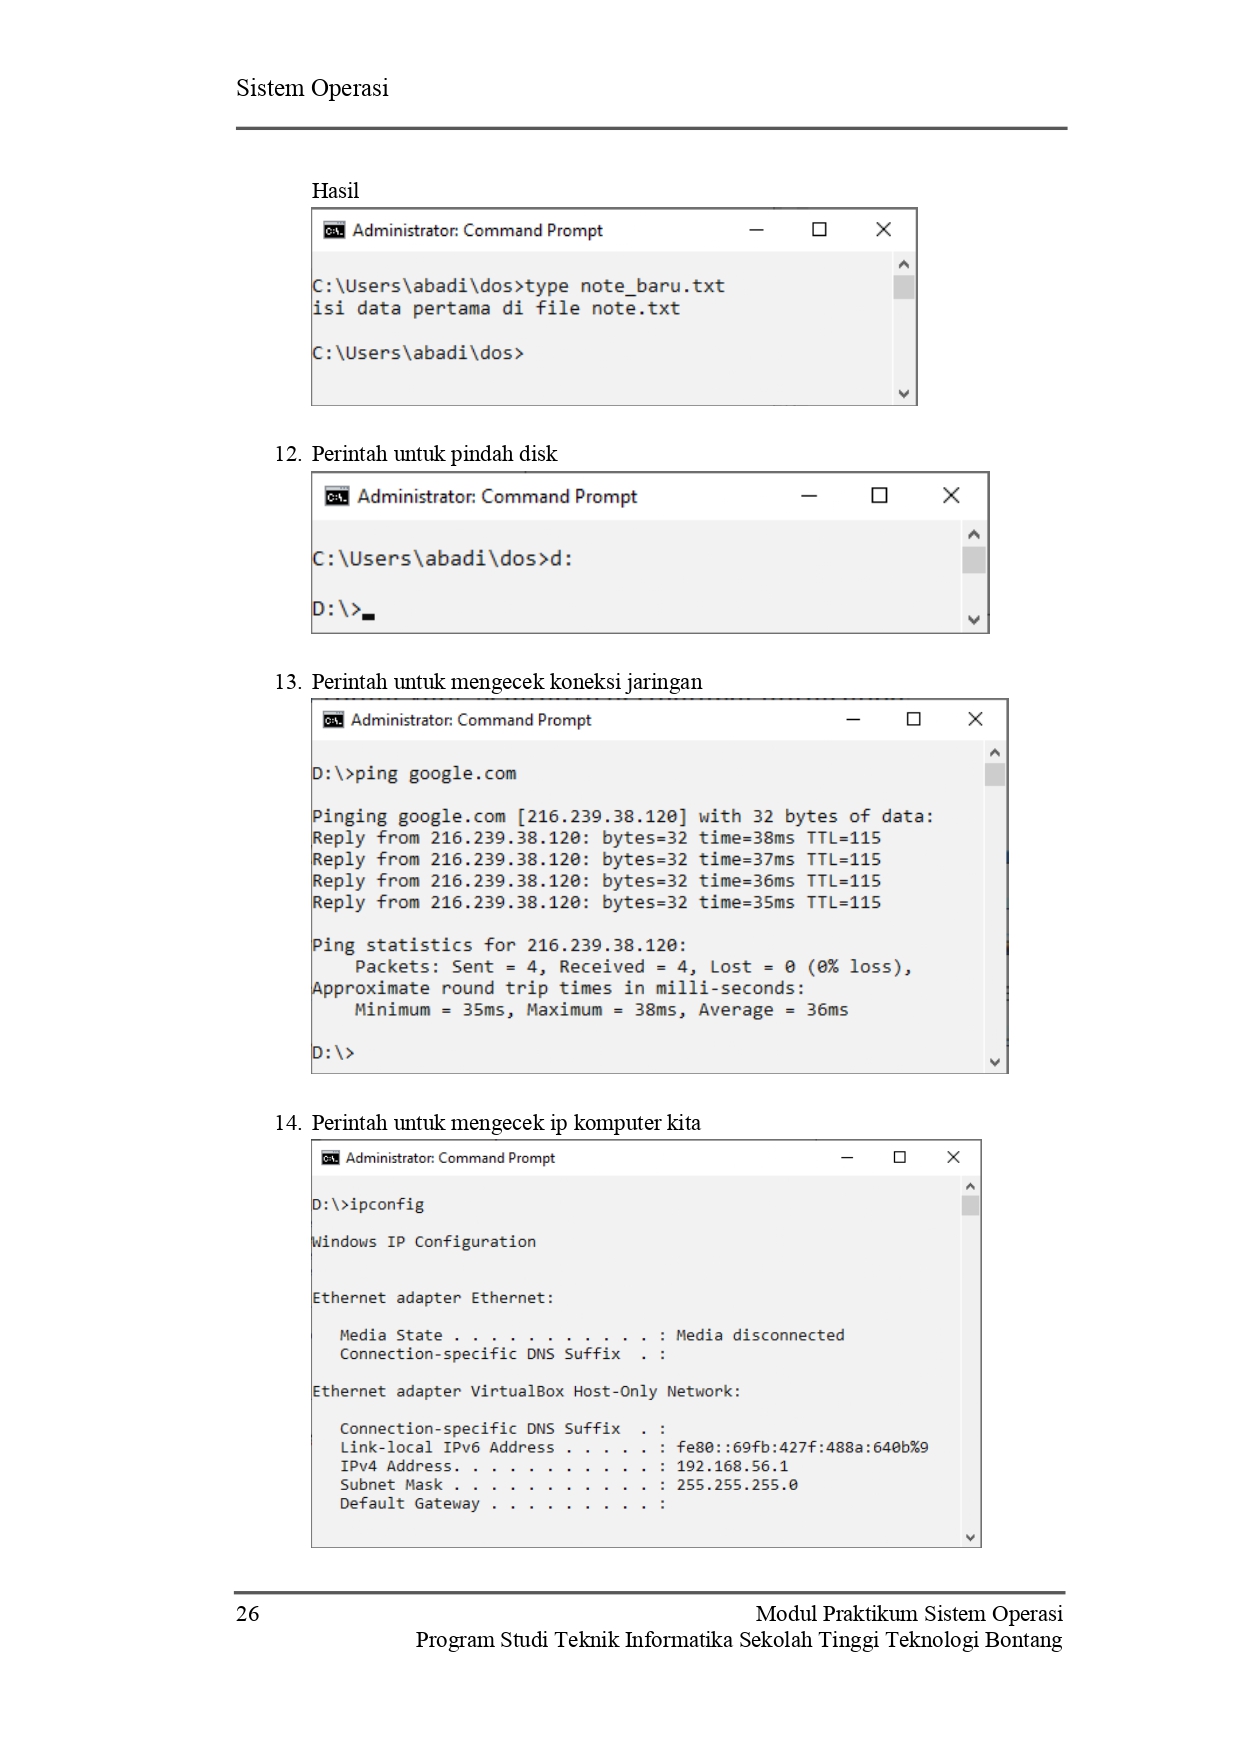 Sistem Operasi
Hasil
Administrator: Command Prompt
C:\Users\abadi\dos>type note_baru.txt
isi data pertama di file note.txt
C:\Users\abadi\dos>
12. Perintah untuk pindah disk
Administrator: Command Prompt
C:\Users\abadi\dos>d:
D:\>
13. Perintah untuk mengecek koneksi jaringan
Administrator: Command Prompt
D:\>ping google.com
Pinging google.com [216.239.38.120] with 32 bytes of data:
Reply from 216.239.38.120: bytes=32 time=38ms TTL=115
Reply from 216.239.38.120: bytes=32 time=37ms TTL=115
Reply from 216.239.38.120: bytes=32 time=36ms TTL=115
Reply from 216.239.38.120: bytes=32 time=35ms TTL=115
Ping statistics for 216.239.38.120:
Packets: Sent = 4, Received = 4, Lost = 0 (0% loss),
Approximate round trip times in milli-seconds:
Minimum = 35ms, Maximum = 38ms, Average = 36ms
D:\>
14. Perintah untuk mengecek ip komputer kita
Administrator: Command Prompt
D:\>ipconfig
Windows IP Configuration
Ethernet adapter Ethernet:
Media State . . . . . . . . . . . : Media disconnected
Connection-specific DNS Suffix  . :
Ethernet adapter VirtualBox Host-Only Network:
Connection-specific DNS Suffix  . :
Link-local IPv6 Address . . . . . : fe80::69fb:427f:488a:640b%9
IPv4 Address. . . . . . . . . . . : 192.168.56.1
Subnet Mask . . . . . . . . . . . : 255.255.255.0
Default Gateway . . . . . . . . . :
26 Modul Praktikum Sistem Operasi
Program Studi Teknik Informatika Sekolah Tinggi Teknologi Bontang